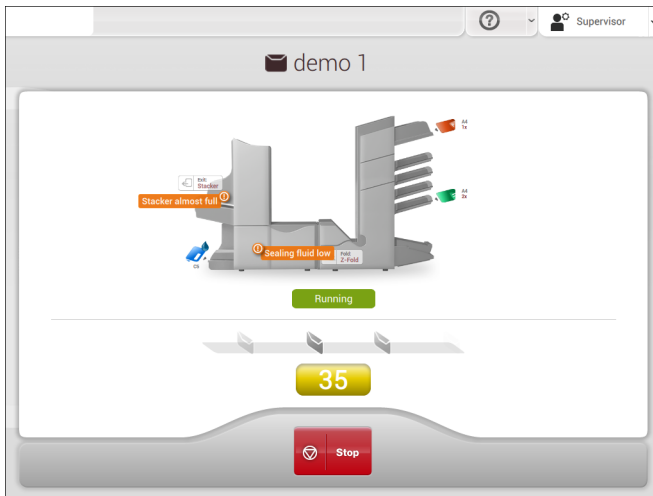 Supervisor
demo 1
A4
1x
Exit:
Stacker
Stacker almost full
A4
3x
Sealing fluid low
Fold:
Z-Fold
C5
Running
35
Stop